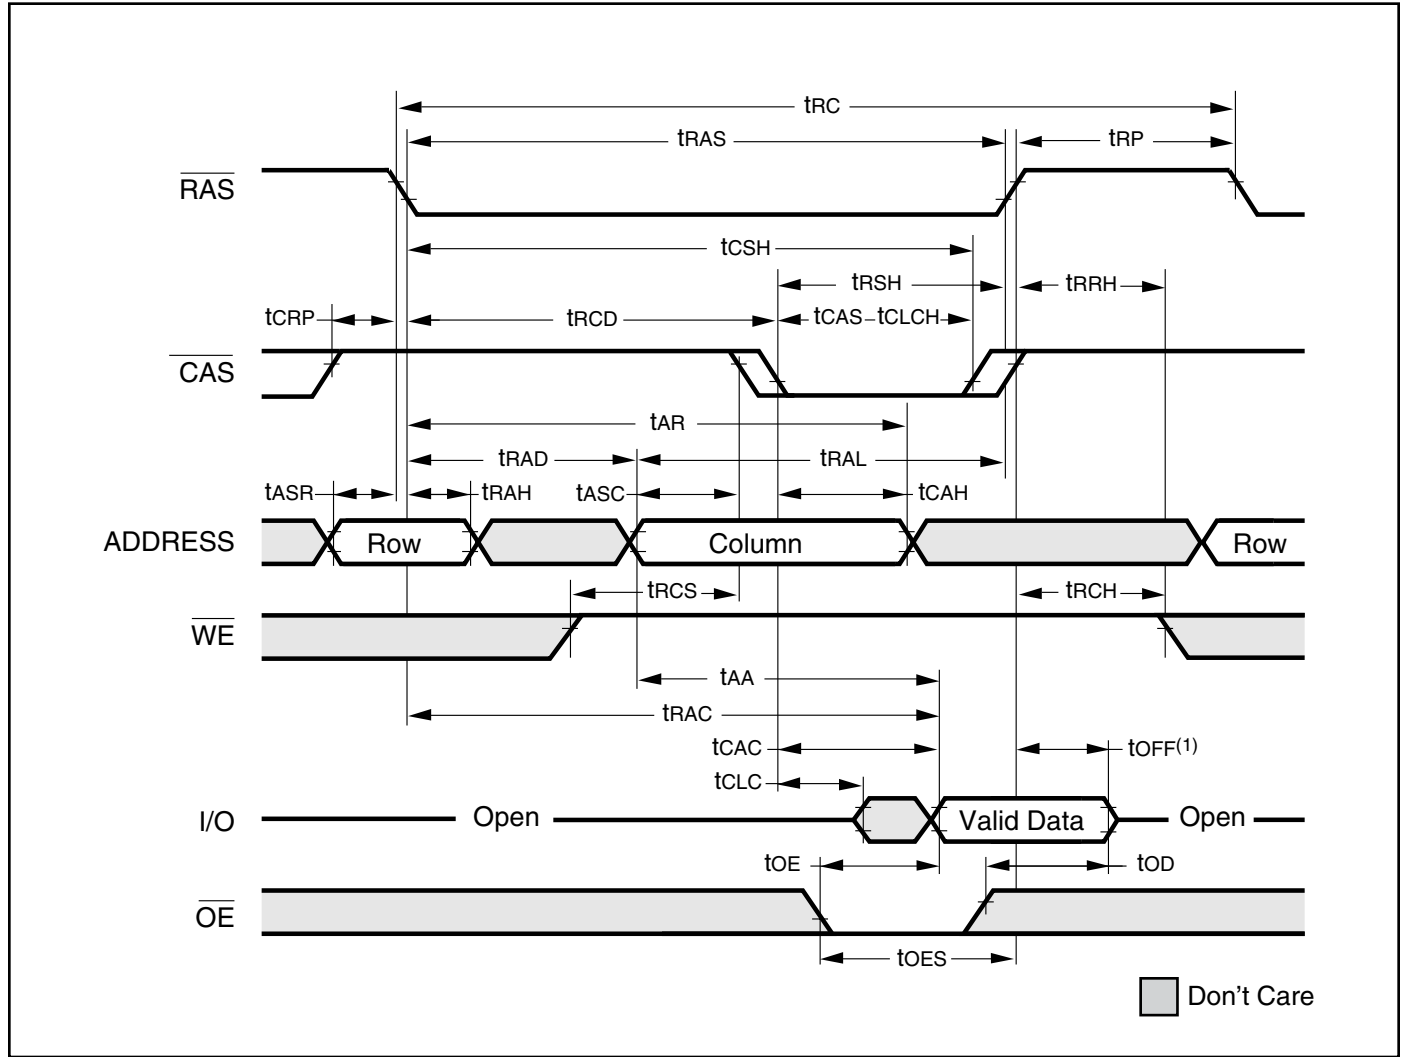 tRC
tRAS
tRP
RAS
tCSH
tRSH
tRRH
tCRP
tRCD
tCAS
tCLCH
CAS
tAR
tRAD
tRAL
tASR
tRAH
tASC
tCAH
ADDRESS
Row
Column
Row
tRCS
tRCH
WE
tAA
tRAC
tCAC
tOFF(1)
tCLC
I/O
Open
Valid Data
Open
tOE
tOD
OE
tOES
Don't Care